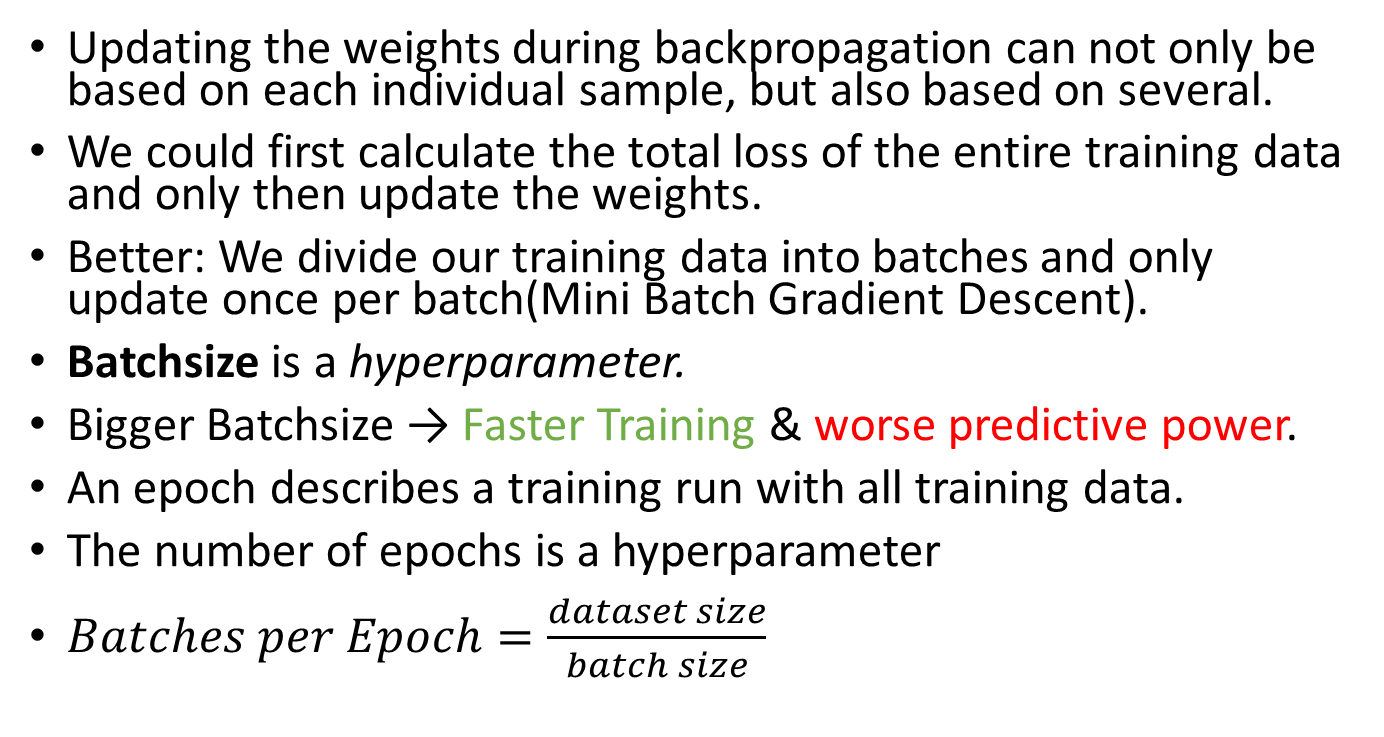 • Updating the weights during backpropagation can not only be
based on each individual sample, but also based on several.
• We could first calculate the total loss of the entire training data
and only then update the weights.
• Better: We divide our training data into batches and only
update once per batch(Mini Batch Gradient Descent).
• Batchsize is a hyperparameter.
• Bigger Batchsize → Faster Training & worse predictive power.
• An epoch describes a training run with all training data.
• The number of epochs is a hyperparameter
• Batches per Epoch = dataset size / batch size